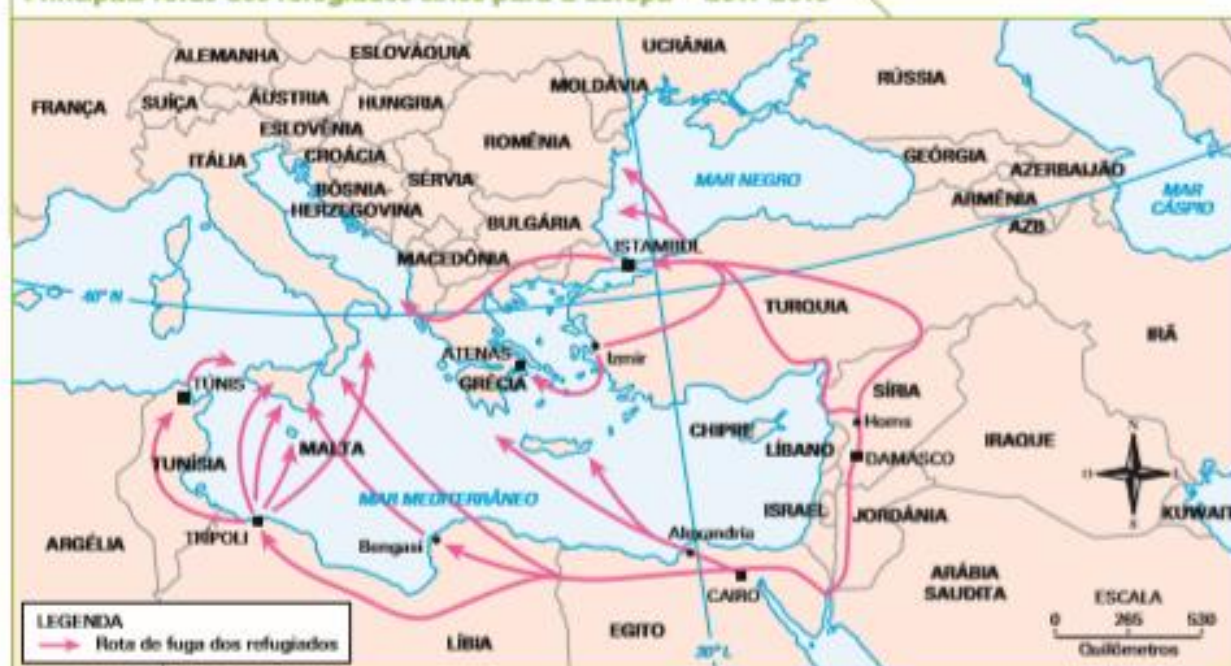 ALEMANHA
ESLOVÁQUIA
UCRÂNIA
RÚSSIA
FRANÇA
SUÍÇA
ÁUSTRIA
HUNGRIA
MOLDÁVIA
ESLOVÊNIA
ROMÊNIA
ITÁLIA
CROÁCIA
GEÓRGIA
AZERBAIJÃO
BÓSNIA-
HERZEGOVINA
SÉRVIA
MAR NEGRO
ARMÊNIA
MAR
CÁSPIO
BULGÁRIA
AZB.
MACEDÔNIA
ISTAMBUL
40° N
TURQUIA
IRÃ
ATENAS
Izmir
GRÉCIA
TÚNIS
SÍRIA
CHIPRE
Homs
IRAQUE
MALTA
LÍBANO
DAMASCO
TUNÍSIA
MAR MEDITERRÂNEO
ISRAEL
JORDÂNIA
KUWAIT
TRÍPOLI
Bengasi
Alexandria
ARGÉLIA
CAIRO
ARÁBIA
SAUDITA
N
O
L
S
LEGENDA
Rota de fuga dos refugiados
LÍBIA
EGITO
30° L
ESCALA
0 265 530
Quilômetros